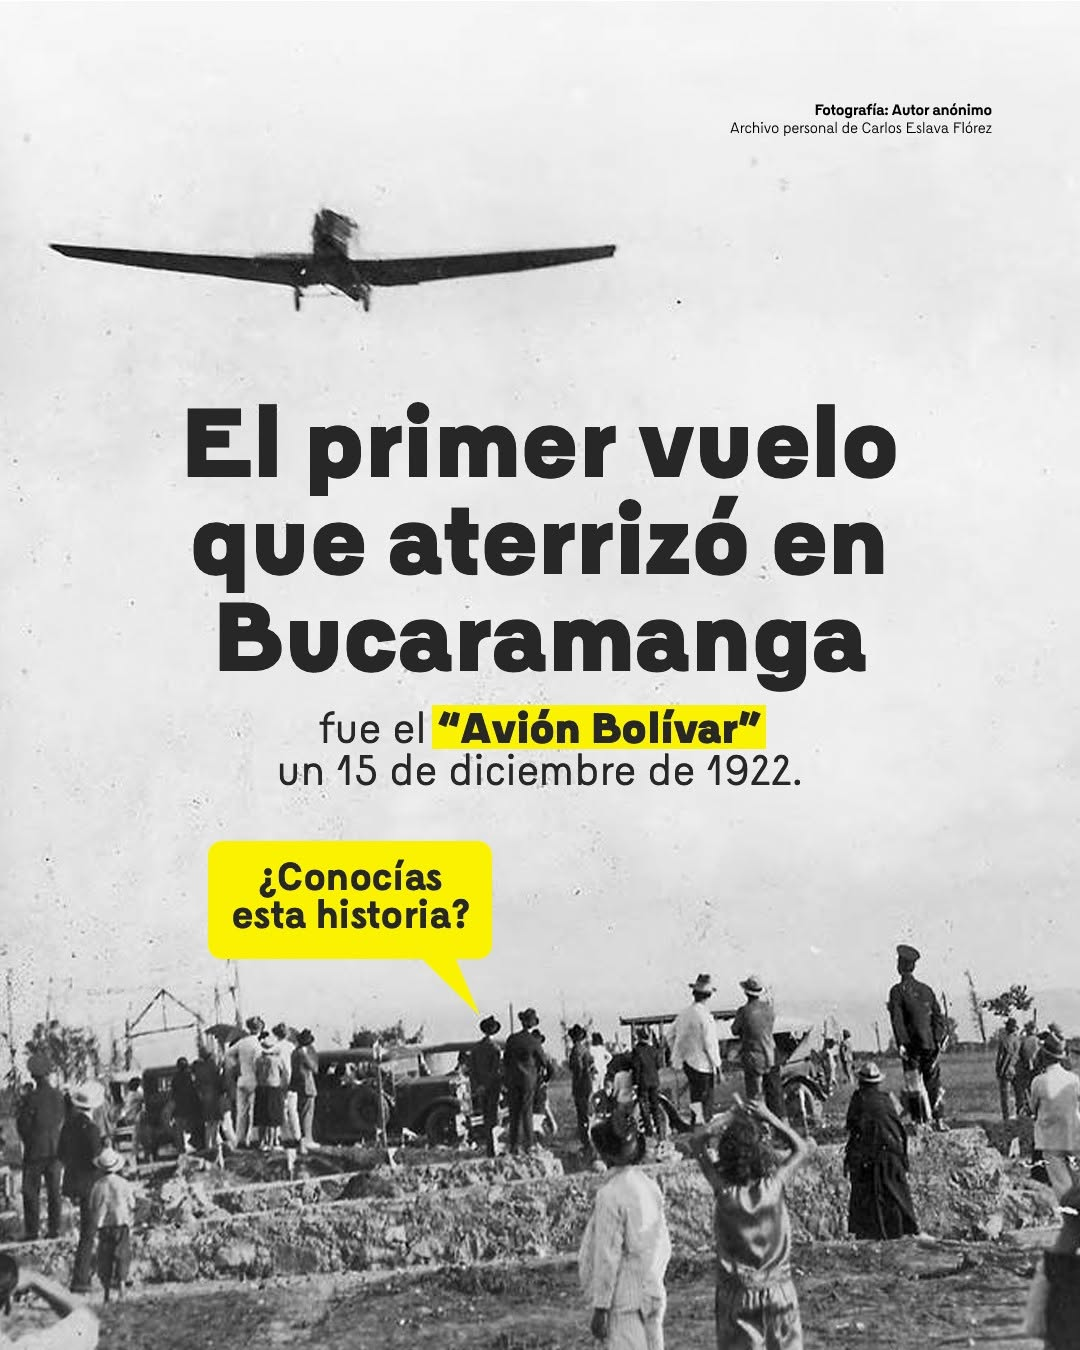 Fotografía: Autor anónimo
Archivo personal de Carlos Eslava Flórez
El primer vuelo
que aterrizó en
Bucaramanga
fue el “Avión Bolívar”
un 15 de diciembre de 1922.
¿Conocías
esta historia?